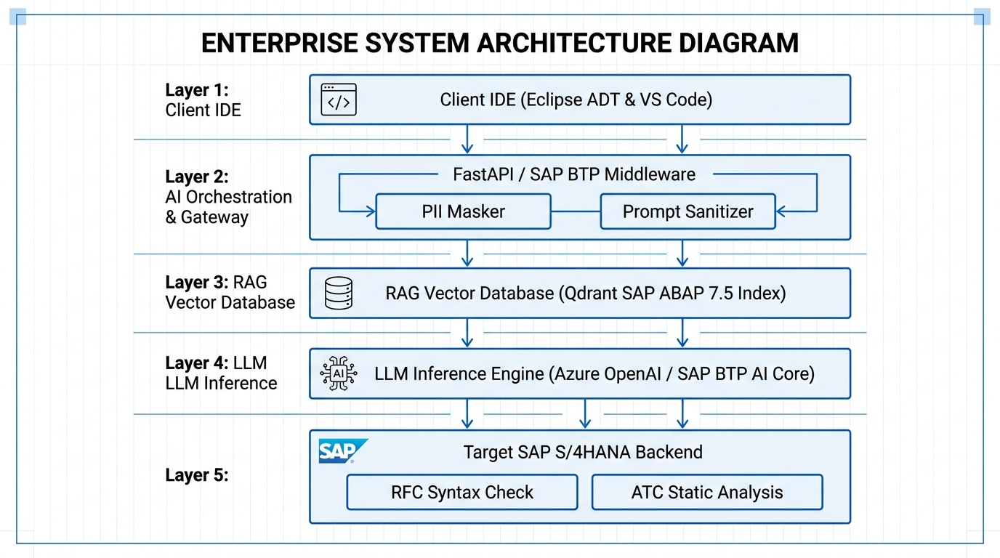 ENTERPRISE SYSTEM ARCHITECTURE DIAGRAM
Layer 1:
Client IDE
</>
Client IDE (Eclipse ADT & VS Code)
Layer 2:
AI Orchestration
& Gateway
FastAPI / SAP BTP Middleware
PII Masker
Prompt Sanitizer
Layer 3: RAG
Vector Database
RAG Vector Database (Qdrant SAP ABAP 7.5 Index)
Layer 4: LLM
LLM Inference
AI
LLM Inference Engine (Azure OpenAI / SAP BTP AI Core)
Layer 5:
SAP®
Target SAP S/4HANA Backend
RFC Syntax Check
ATC Static Analysis